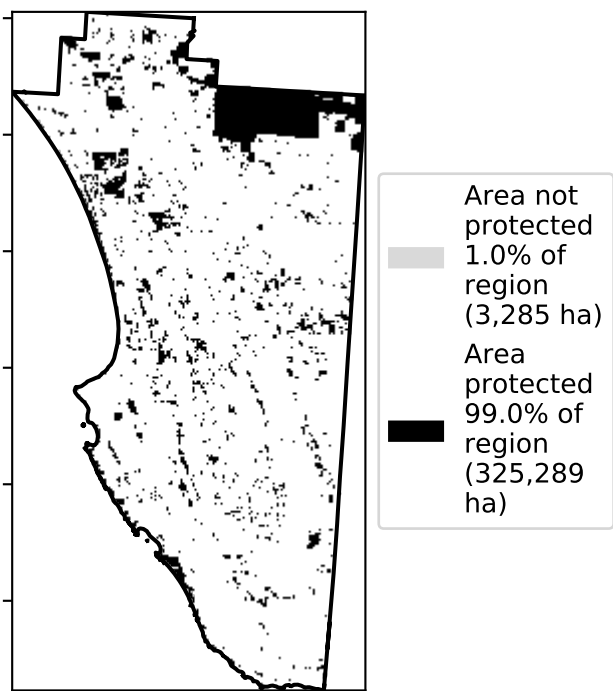 Area not
protected
1.0% of
region
(3,285 ha)
Area
protected
99.0% of
region
(325,289
ha)